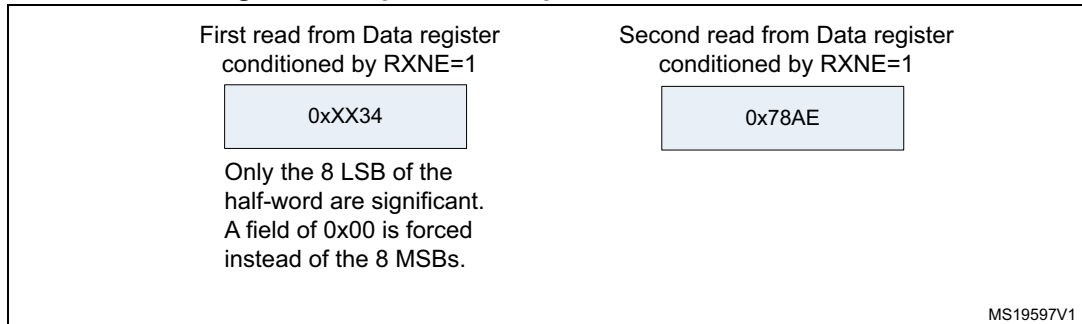 First read from Data register
conditioned by RXNE=1
0xXX34
Only the 8 LSB of the
half-word are significant.
A field of 0x00 is forced
instead of the 8 MSBs.
Second read from Data register
conditioned by RXNE=1
0x78AE
MS19597V1